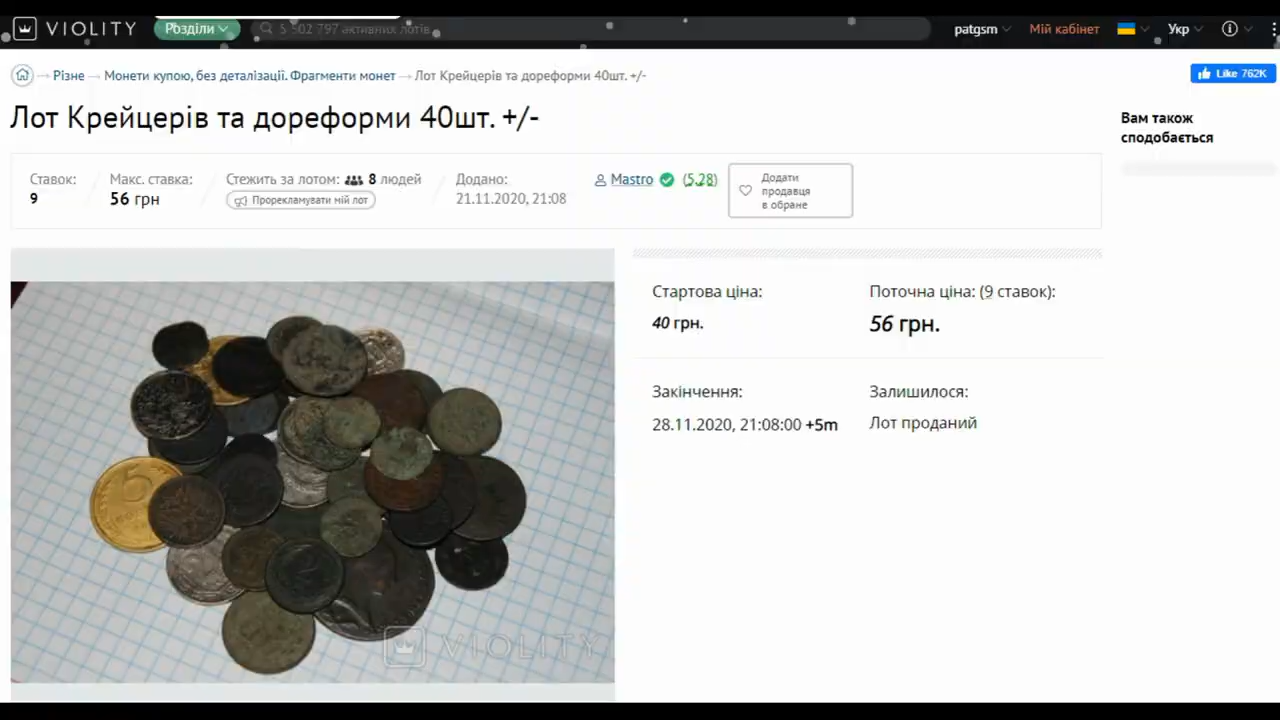 VIOLITY
Розділи
5 502 797 активних лотів
patgsm
Мій кабінет
Укр
Різне
Монети купою, без деталізації. Фрагменти монет
Лот Крейцерів та дореформи 40шт. +/-
Like 762K
Лот Крейцерів та дореформи 40шт. +/-
Вам також
сподобається
Ставок:
9
Макс. ставка:
56 грн
Стежить за лотом: 8 людей
Прорекламувати мій лот
Додано:
21.11.2020, 21:08
Mastro (528)
Додати
продавця
в обране
Стартова ціна:
40 грн.
Поточна ціна: (9 ставок):
56 грн.
Закінчення:
28.11.2020, 21:08:00 +5m
Залишилося:
Лот проданий
5
VIOLITY